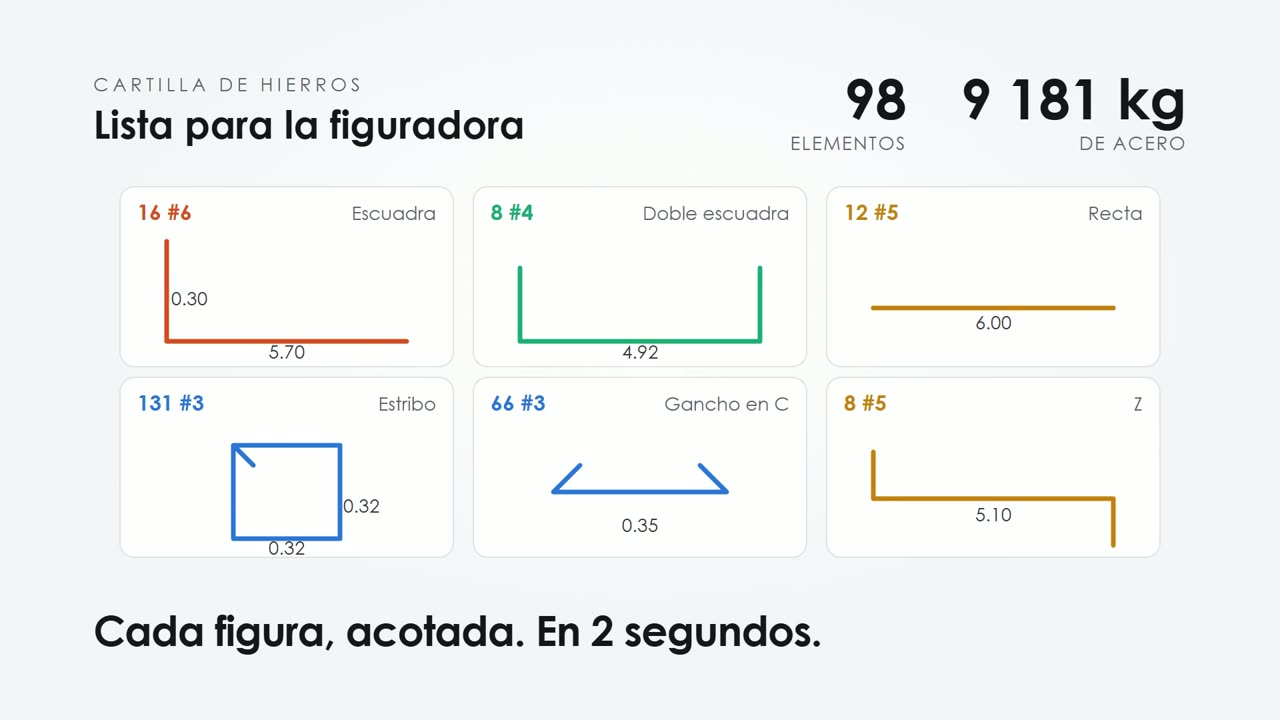 CARTILLA DE HIERROS
Lista para la figuradora
98
ELEMENTOS
9 181 kg
DE ACERO
16 #6
Escuadra
0.30
5.70
8 #4
Doble escuadra
4.92
12 #5
Recta
6.00
131 #3
Estribo
0.32
0.32
66 #3
Gancho en C
0.35
8 #5
Z
5.10
Cada figura, acotada. En 2 segundos.